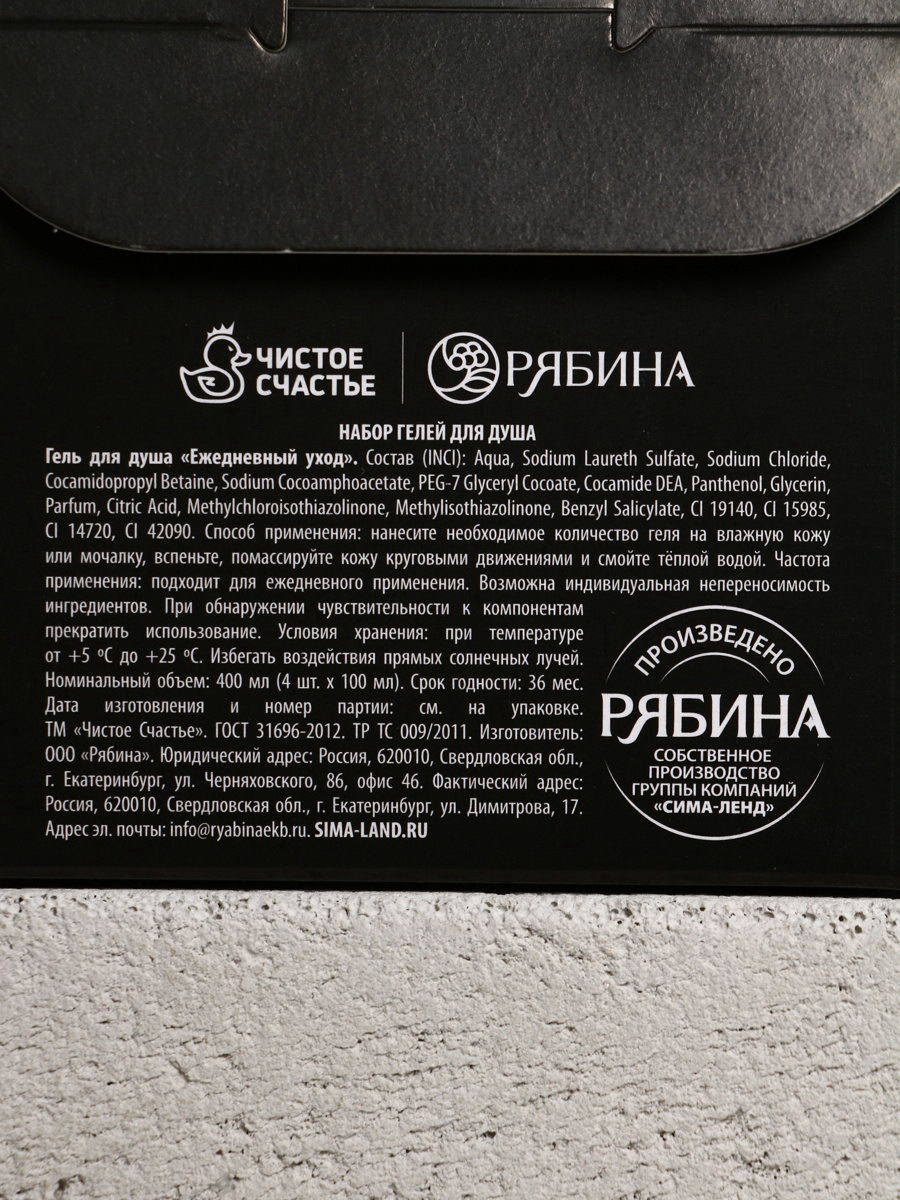 ЧИСТОЕ
СЧАСТЬЕ
РЯБИНА
НАБОР ГЕЛЕЙ ДЛЯ ДУША
Гель для душа «Ежедневный уход». Состав (INCI): Aqua, Sodium Laureth Sulfate, Sodium Chloride,
Cocamidopropyl Betaine, Sodium Cocoamphoacetate, PEG-7 Glyceryl Cocoate, Cocamide DEA, Panthenol, Glycerin,
Parfum, Citric Acid, Methylchloroisothiazolinone, Methylisothiazolinone, Benzyl Salicylate, CI 19140, CI 15985,
CI 14720, CI 42090. Способ применения: нанесите необходимое количество геля на влажную кожу
или мочалку, вспеньте, помассируйте кожу круговыми движениями и смойте тёплой водой. Частота
применения: подходит для ежедневного применения. Возможна индивидуальная непереносимость
ингредиентов. При обнаружении чувствительности к компонентам
прекратить использование. Условия хранения: при температуре
от +5 ºС до +25 ºС. Избегать воздействия прямых солнечных лучей.
Номинальный объем: 400 мл (4 шт. х 100 мл). Срок годности: 36 мес.
Дата изготовления и номер партии: см. на упаковке.
ТМ «Чистое Счастье». ГОСТ 31696-2012. ТР ТС 009/2011. Изготовитель:
ООО «Рябина». Юридический адрес: Россия, 620010, Свердловская обл.,
г. Екатеринбург, ул. Черняховского, 86, офис 46. Фактический адрес:
Россия, 620010, Свердловская обл., г. Екатеринбург, ул. Димитрова, 17.
Адрес эл. почты: info@ryabinaekb.ru. SIMA-LAND.RU
ПРОИЗВЕДЕНО
РЯБИНА
СОБСТВЕННОЕ
ПРОИЗВОДСТВО
ГРУППЫ КОМПАНИЙ
«СИМА-ЛЕНД»